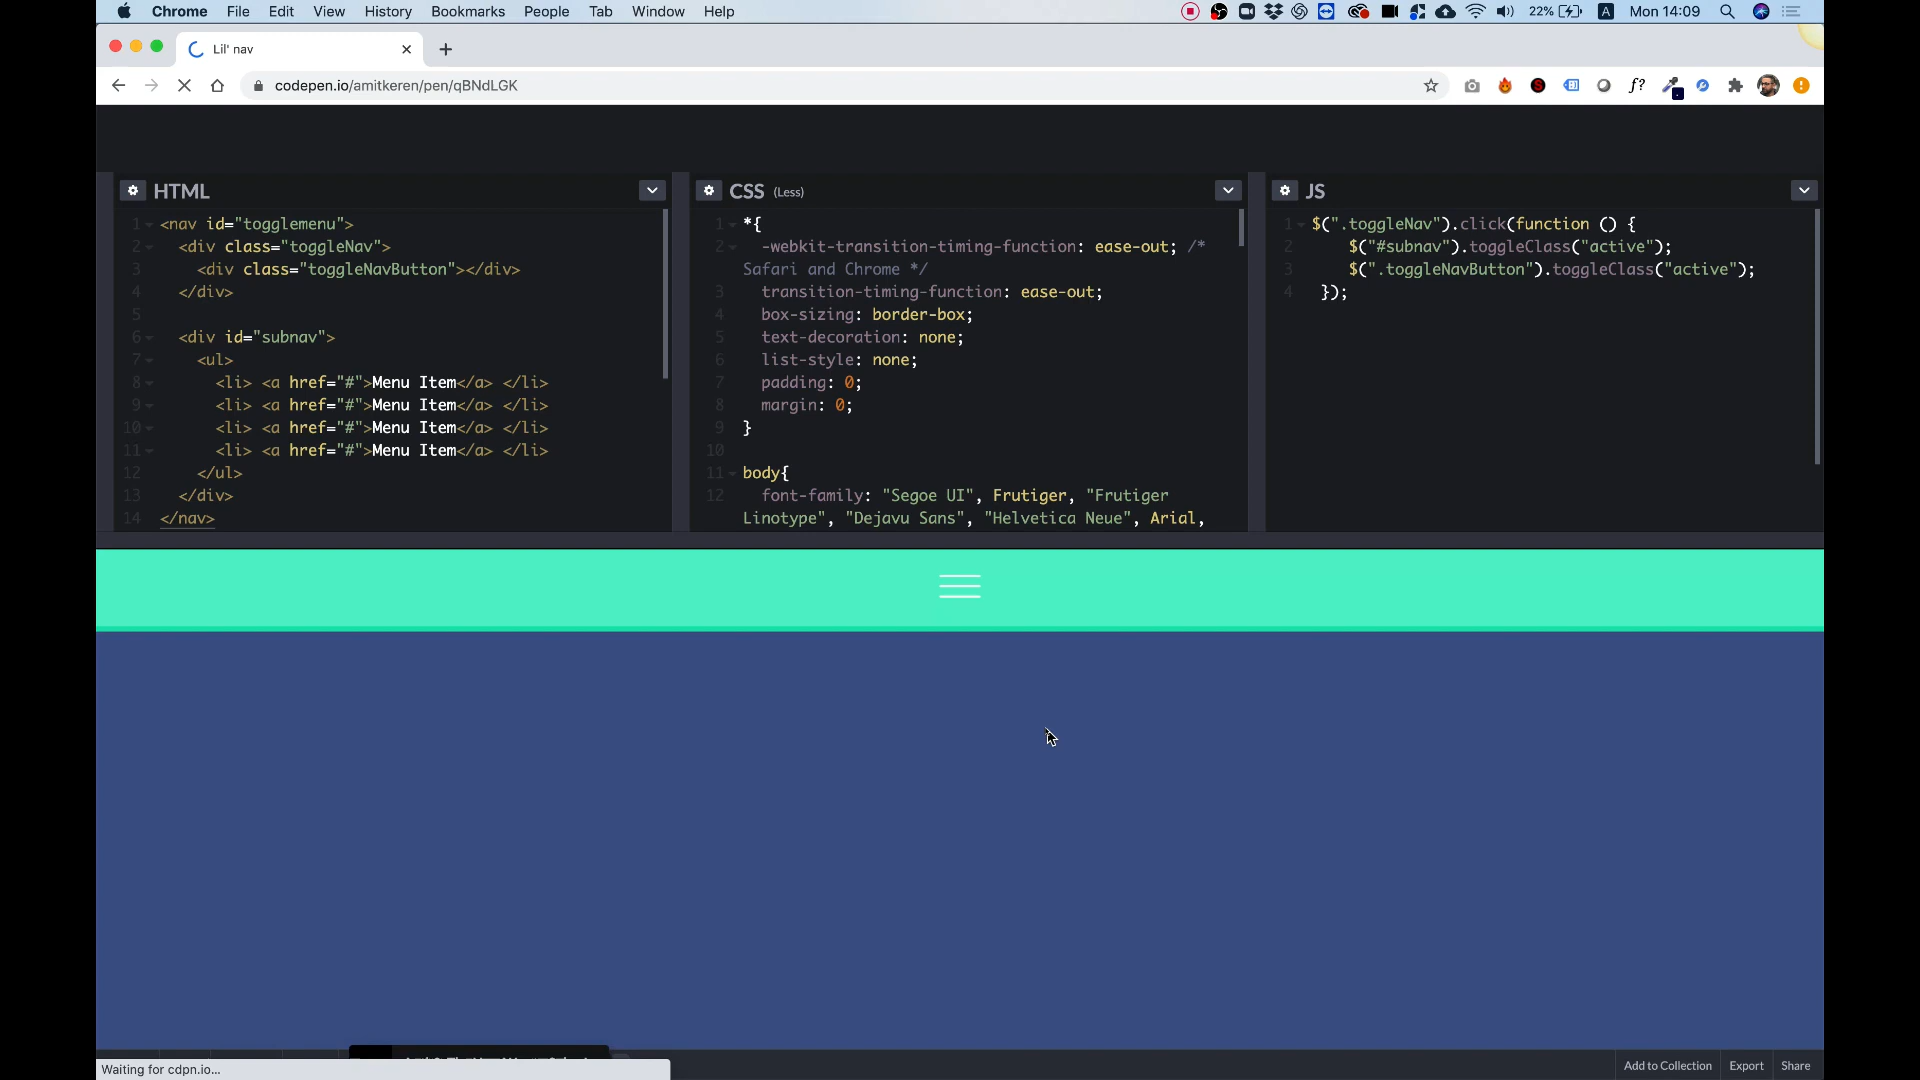 Chrome File Edit View History Bookmarks People Tab Window Help 22% A Mon 14:09
Lil' nav
codepen.io/amitkeren/pen/qBNdLGK f?
HTML
1 <nav id="togglemenu">
2 <div class="toggleNav">
3 <div class="toggleNavButton"></div>
4 </div>
5
6 <div id="subnav">
7 <ul>
8 <li> <a href="#">Menu Item</a> </li>
9 <li> <a href="#">Menu Item</a> </li>
10 <li> <a href="#">Menu Item</a> </li>
11 <li> <a href="#">Menu Item</a> </li>
12 </ul>
13 </div>
14 </nav>
CSS (Less)
1 *{
2 -webkit-transition-timing-function: ease-out; /*
Safari and Chrome */
3 transition-timing-function: ease-out;
4 box-sizing: border-box;
5 text-decoration: none;
6 list-style: none;
7 padding: 0;
8 margin: 0;
9 }
10
11 body{
12 font-family: "Segoe UI", Frutiger, "Frutiger
Linotype", "Dejavu Sans", "Helvetica Neue", Arial,
JS
1 $(".toggleNav").click(function () {
2 $("#subnav").toggleClass("active");
3 $(".toggleNavButton").toggleClass("active");
4 });
Waiting for cdpn.io...
Add to Collection Export Share